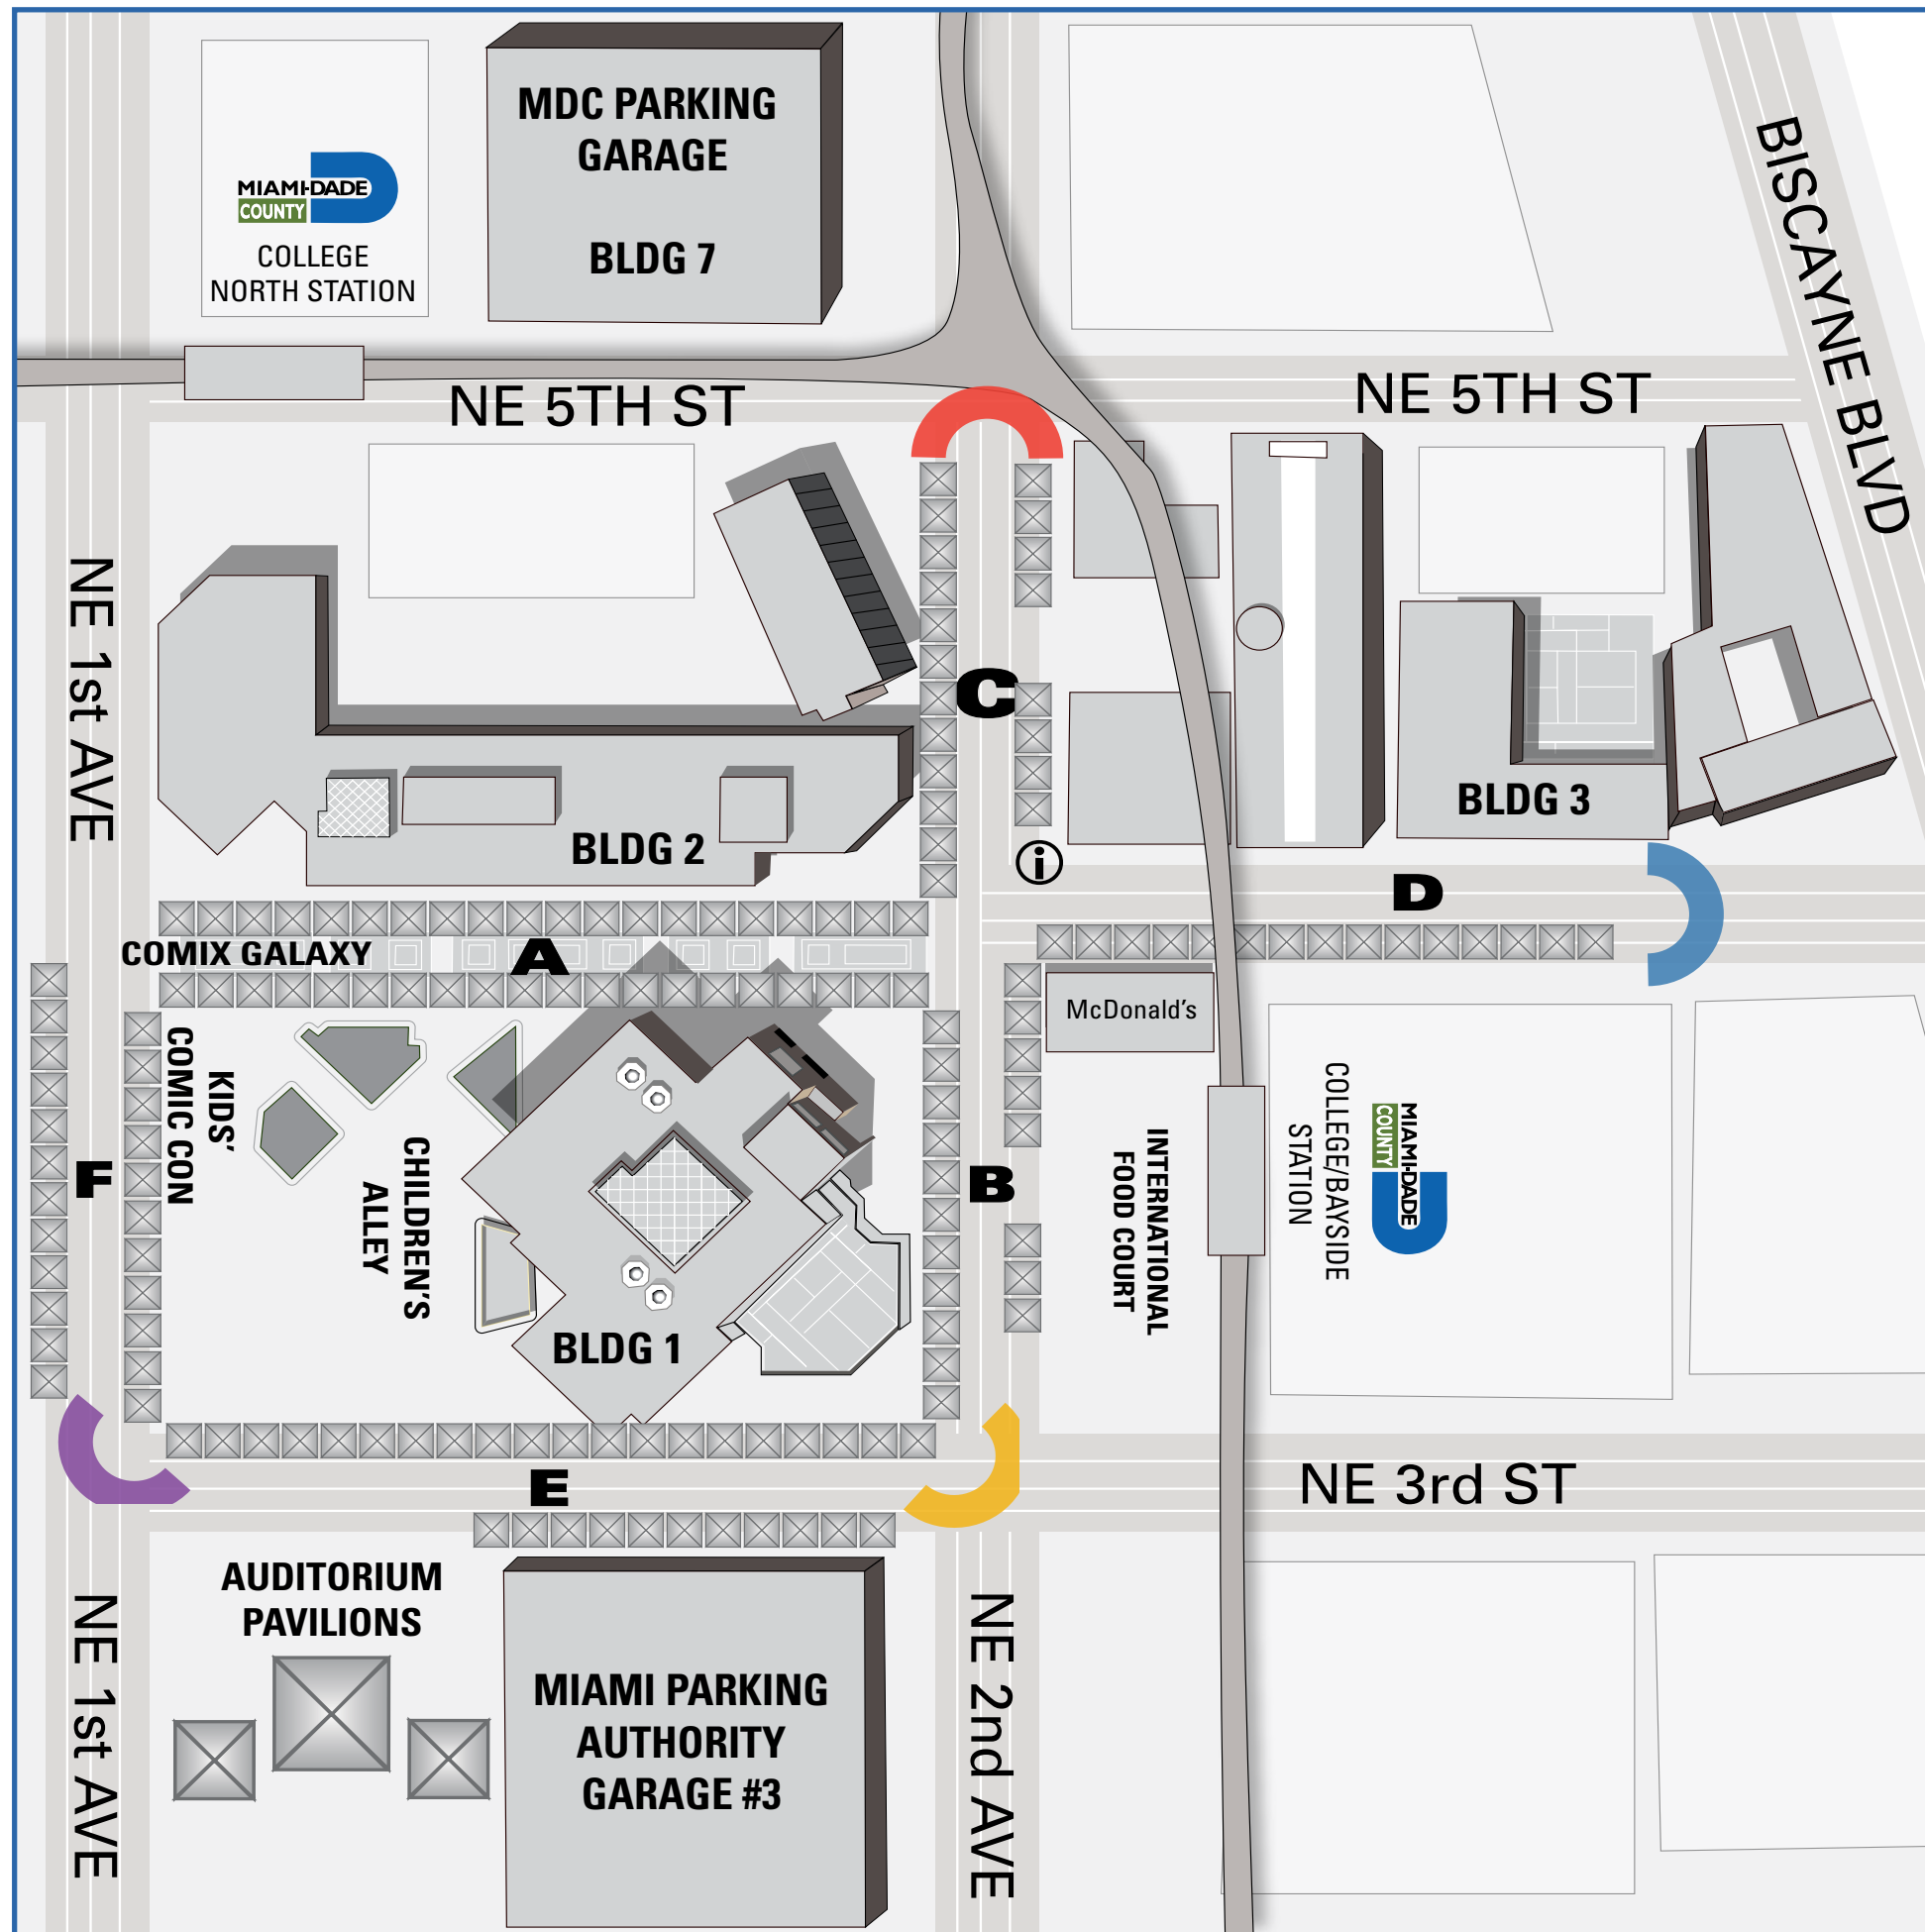 MDC PARKING
GARAGE
BLDG 7
MIAMI-DADE
COUNTY
COLLEGE
NORTH STATION
BISCAYNE BLVD
NE 5TH ST
NE 5TH ST
NE 1st AVE
C
BLDG 2
BLDG 3
i
D
COMIX GALAXY
A
McDonald's
KIDS'
COMIC CON
CHILDREN'S
ALLEY
F
B
INTERNATIONAL
FOOD COURT
COLLEGE/BAYSIDE
STATION
MIAMI-DADE
COUNTY
BLDG 1
E
NE 3rd ST
AUDITORIUM
PAVILIONS
NE 1st AVE
MIAMI PARKING
AUTHORITY
GARAGE #3
NE 2nd AVE